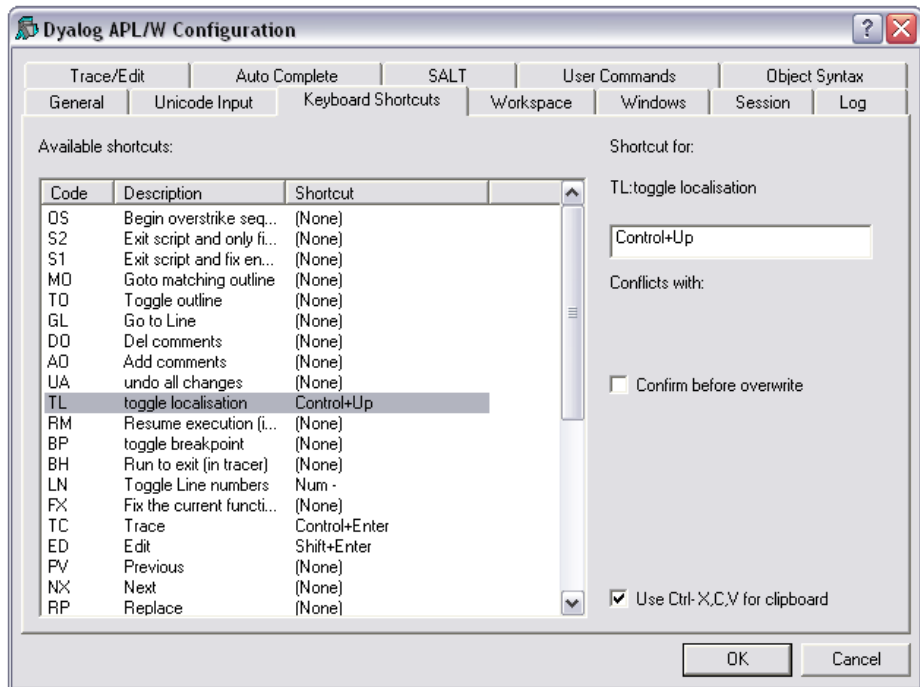 Dyalog APL/W Configuration
Trace/Edit Auto Complete SALT User Commands Object Syntax
General Unicode Input Keyboard Shortcuts Workspace Windows Session Log
Available shortcuts:
Shortcut for:
Code Description Shortcut
TL:toggle localisation
OS Begin overstrike seq... (None)
S2 Exit script and only fi... (None)
Control+Up
S1 Exit script and fix en... (None)
MO Goto matching outline (None)
Conflicts with:
TO Toggle outline (None)
GL Go to Line (None)
DO Del comments (None)
AO Add comments (None)
UA undo all changes (None)
Confirm before overwrite
TL toggle localisation Control+Up
RM Resume execution (i... (None)
BP toggle breakpoint (None)
BH Run to exit (in tracer) (None)
LN Toggle Line numbers Num -
FX Fix the current functi... (None)
TC Trace Control+Enter
ED Edit Shift+Enter
PV Previous (None)
NX Next (None)
RP Replace (None)
Use Ctrl-X,C,V for clipboard
OK Cancel